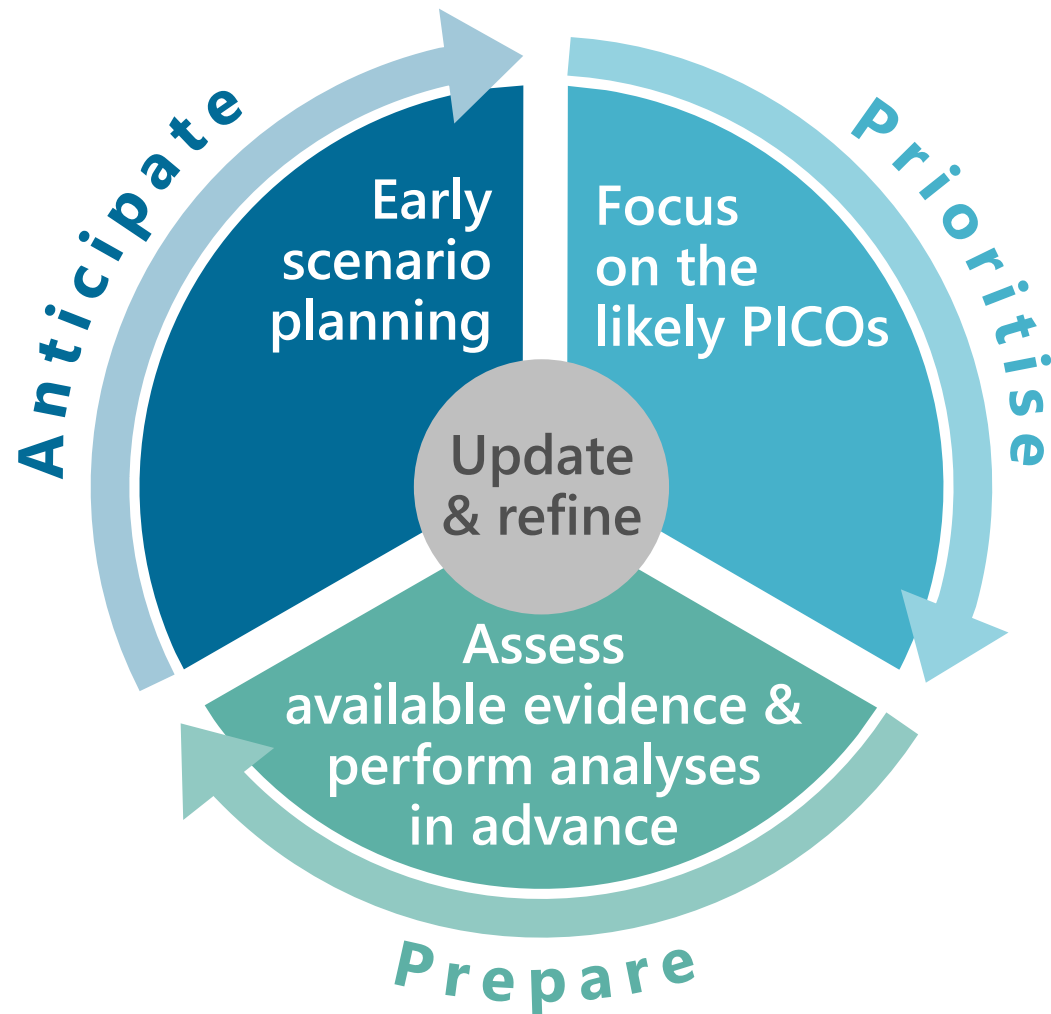 Anticipate
Early
scenario
planning
Prioritise
Focus
on the
likely PICOs
Update
& refine
Assess
available evidence &
perform analyses
in advance
Prepare